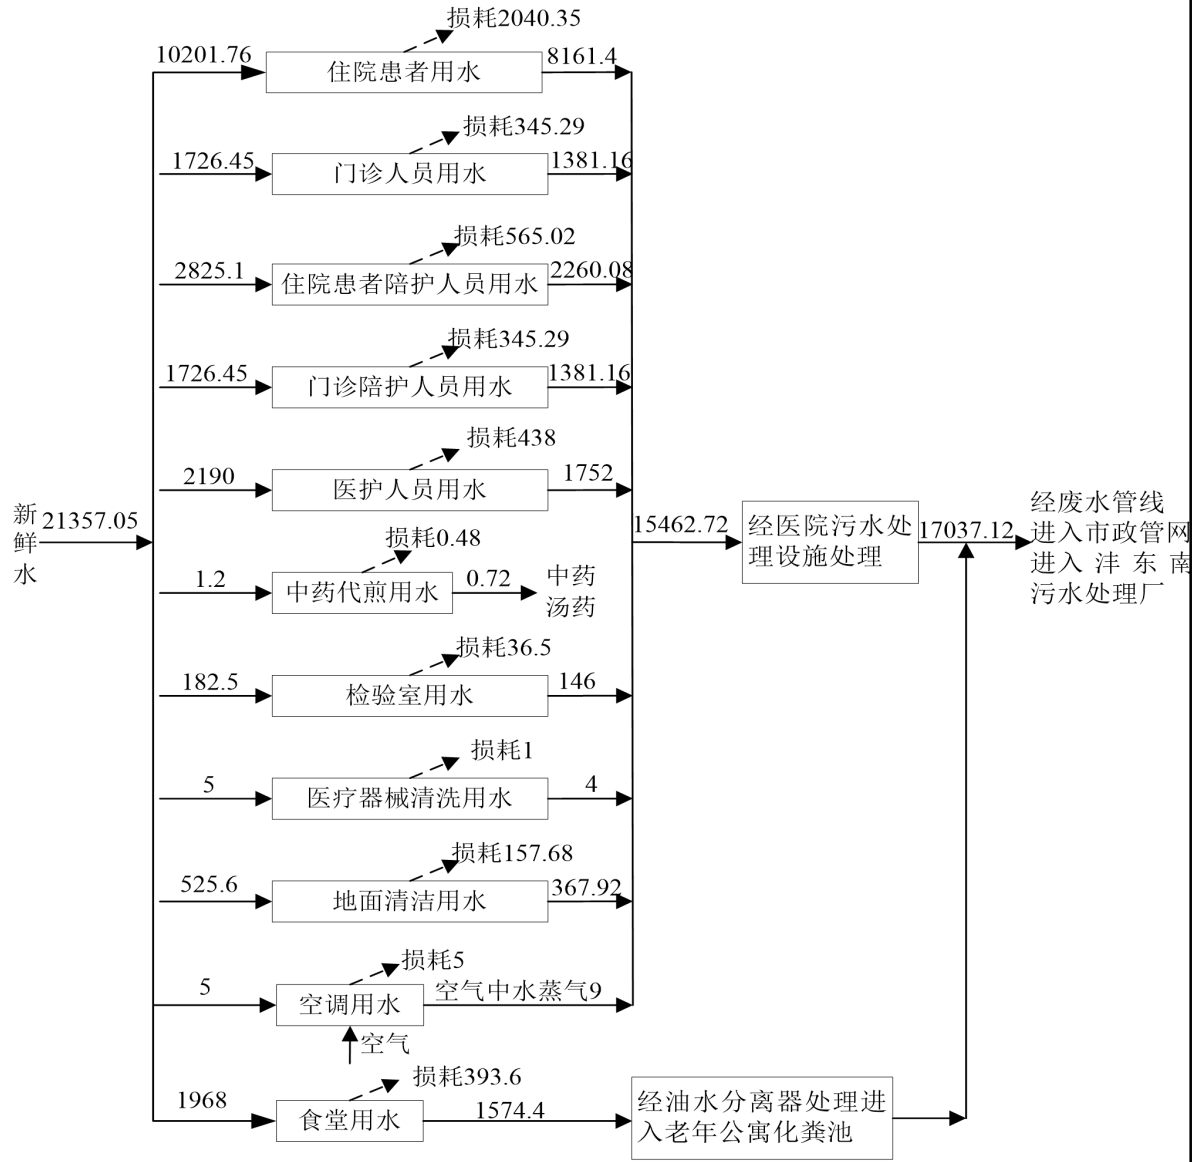 损耗2040.35
10201.76
住院患者用水
8161.4
损耗345.29
1726.45
门诊人员用水
1381.16
损耗565.02
2825.1
住院患者陪护人员用水
2260.08
损耗345.29
1726.45
门诊陪护人员用水
1381.16
损耗438
2190
医护人员用水
1752
新
鲜
水
21357.05
15462.72
经医院污水处
理设施处理
17037.12
经废水管线
进入市政管网
进入沣东南
污水处理厂
损耗0.48
1.2
中药代煎用水
0.72
中药
汤药
损耗36.5
182.5
检验室用水
146
损耗1
5
医疗器械清洗用水
4
损耗157.68
525.6
地面清洁用水
367.92
损耗5
5
空调用水
空气中水蒸气9
空气
损耗393.6
1968
食堂用水
1574.4
经油水分离器处理进
入老年公寓化粪池